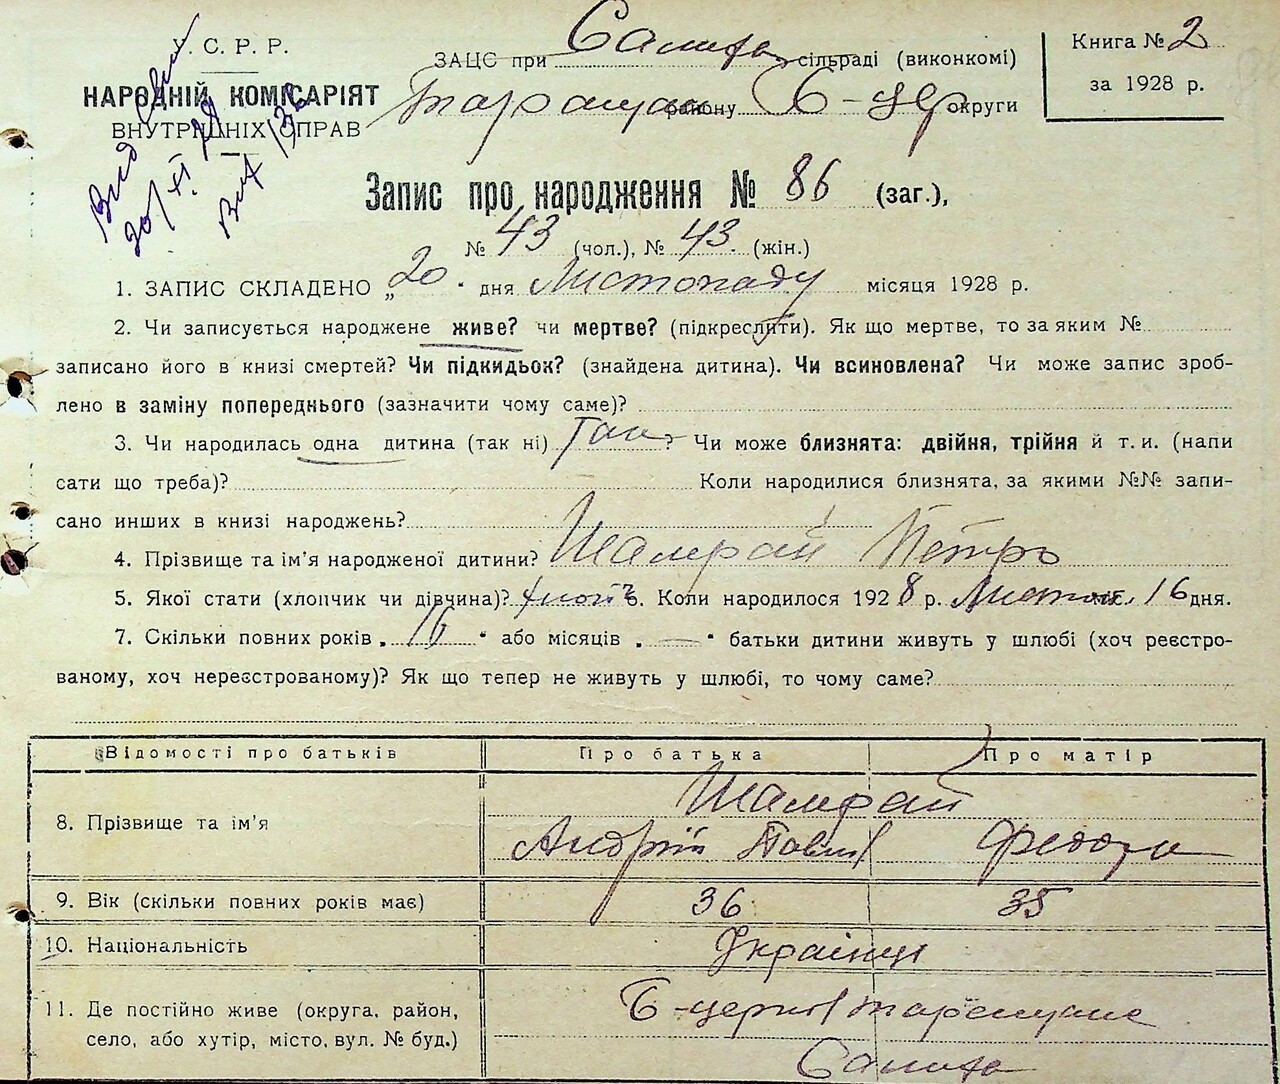 У. С. Р. Р.
НАРОДНІЙ КОМІСАРІЯТ
ВНУТРІШНІХ СПРАВ
20/XI 28
ЗАЦС при сільраді (виконкомі)
району Б-Цер округи
Книга № 2
за 1928 р.
Запис про народження № 86 (заг.),
№ 43 (чол.), № 43. (жін.)
1. ЗАПИС СКЛАДЕНО „20" дня Листопаду місяця 1928 р.
2. Чи записується народжене живе? чи мертве? (підкреслити). Як що мертве, то за яким №
записано його в книзі смертей? Чи підкидьок? (знайдена дитина). Чи всиновлена? Чи може запис зроб-
лено в заміну попереднього (зазначити чому саме)?
3. Чи народилась одна дитина (так ні) Так? Чи може близнята: двійня, трійня й т. и. (напи
сати що треба)? Коли народилися близнята, за якими №№ запи-
сано инших в книзі народжень?
4. Прізвище та ім'я народженої дитини? Шамрай Петро
5. Якої стати (хлопчик чи дівчина)? Коли народилося 1928 р. Листоп. 16 дня.
7. Скільки повних років „16" або місяців „—" батьки дитини живуть у шлюбі (хоч реєстро-
ваному, хоч нереєстрованому)? Як що тепер не живуть у шлюбі, то чому саме?
Відомості про батьків Про батька Про матір
8. Прізвище та ім'я Шамрай
Андрій Павл Федора
9. Вік (скільки повних років має) 36 35
10. Національність Українці
11. Де постійно живе (округа, район,
село, або хутір, місто, вул. № буд.)
Б-церк